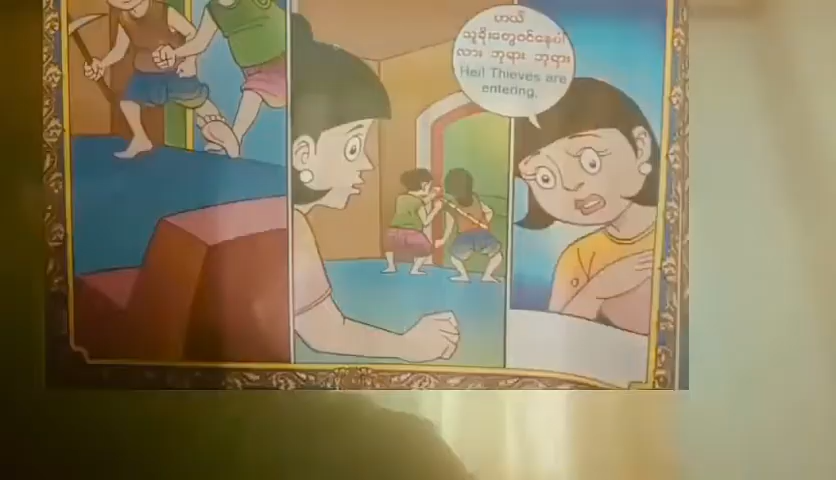 ဟယ်
သူခိုးတွေဝင်နေပါ
လား ဘုရား ဘုရား
Hei! Thieves are
entering.